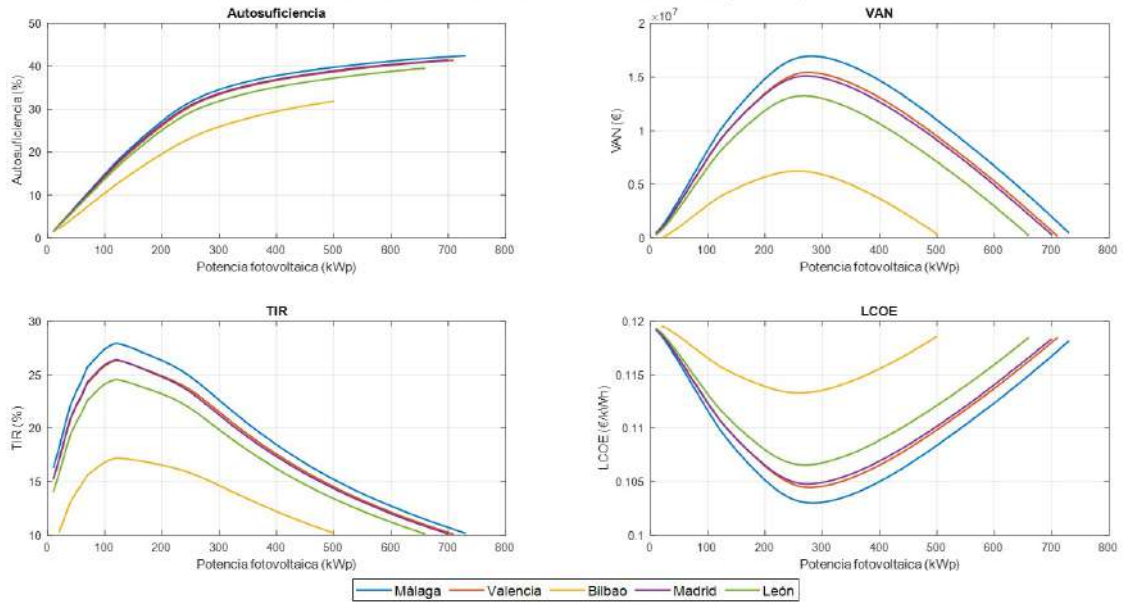 Autosuficiencia
50
40
30
20
10
0
Autosuficiencia (%)
0 100 200 300 400 500 600 700 800
Potencia fotovoltaica (kWp)
VAN
×10⁷
2
1.5
1
0.5
0
VAN (€)
0 100 200 300 400 500 600 700 800
Potencia fotovoltaica (kWp)
TIR
30
25
20
15
10
TIR (%)
0 100 200 300 400 500 600 700 800
Potencia fotovoltaica (kWp)
LCOE
0.12
0.115
0.11
0.105
0.1
LCOE (€/kWh)
0 100 200 300 400 500 600 700 800
Potencia fotovoltaica (kWp)
Málaga Valencia Bilbao Madrid León